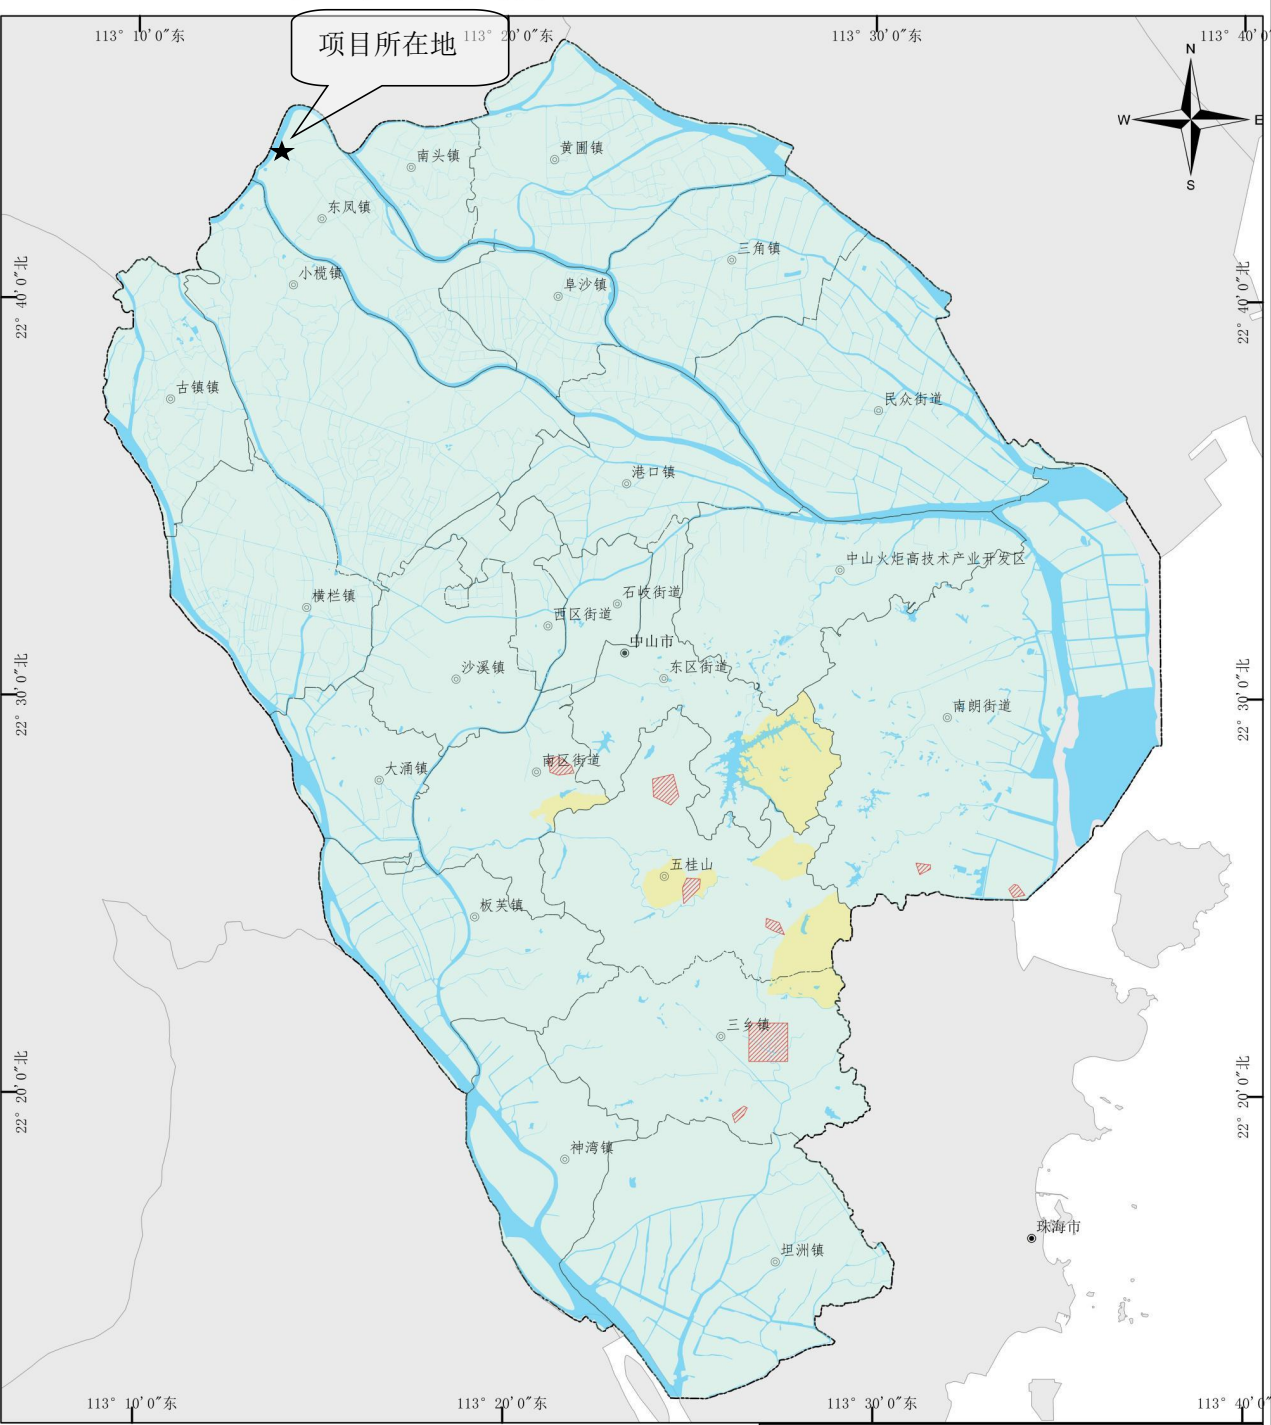 113° 10'0"东
113° 20'0"东
113° 30'0"东
113° 40'0"
项目所在地
N
W
E
S
南头镇
黄圃镇
东凤镇
三角镇
小榄镇
阜沙镇
22° 40'0"北
22° 40'0"北
古镇镇
民众街道
港口镇
中山火炬高技术产业开发区
横栏镇
石岐街道
西区街道
中山市
沙溪镇
东区街道
22° 30'0"北
22° 30'0"北
南朗街道
大涌镇
南区街道
五桂山
板芙镇
三乡镇
22° 20'0"北
22° 20'0"北
神湾镇
珠海市
坦洲镇
113° 10'0"东
113° 20'0"东
113° 30'0"东
113° 40'0"